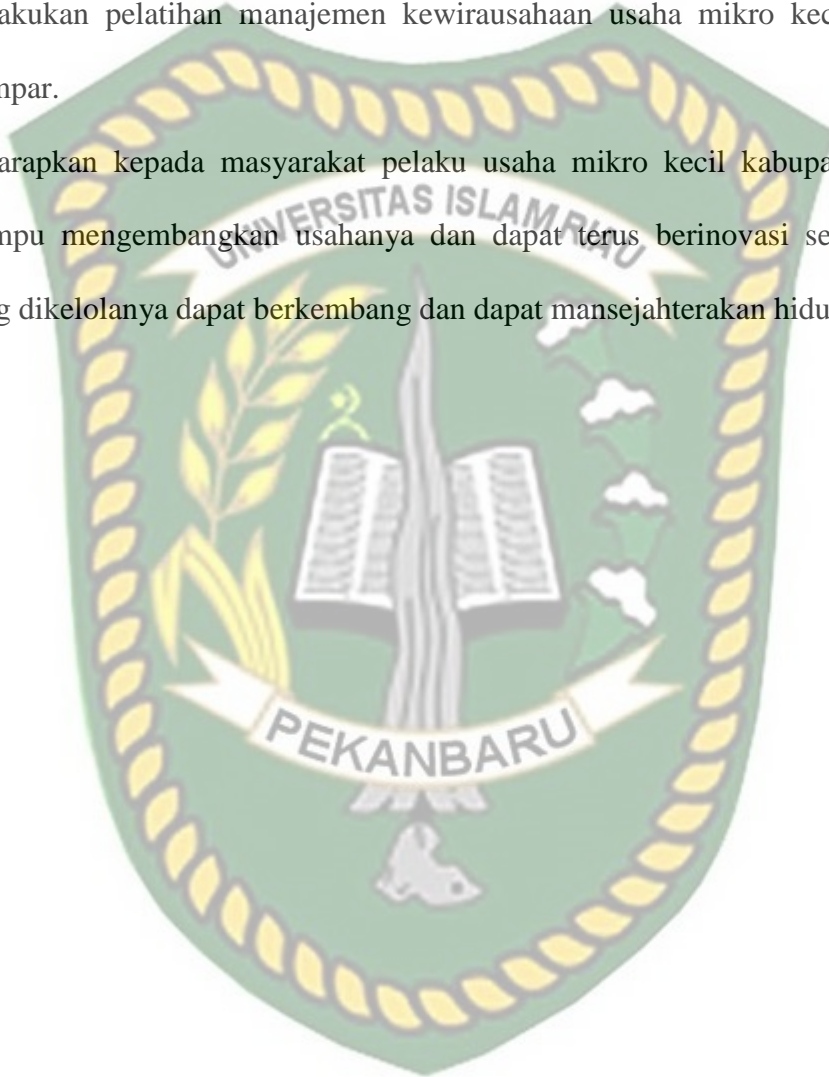 akukan pelatihan manajemen kewirausahaan usaha mikro kec
npar.
arapkan kepada masyarakat pelaku usaha mikro kecil kabupa
UNIVERSITAS ISLAM RIAU
mpu mengembangkan usahanya dan dapat terus berinovasi se
g dikelolanya dapat berkembang dan dapat mansejahterakan hidu
PEKANBARU